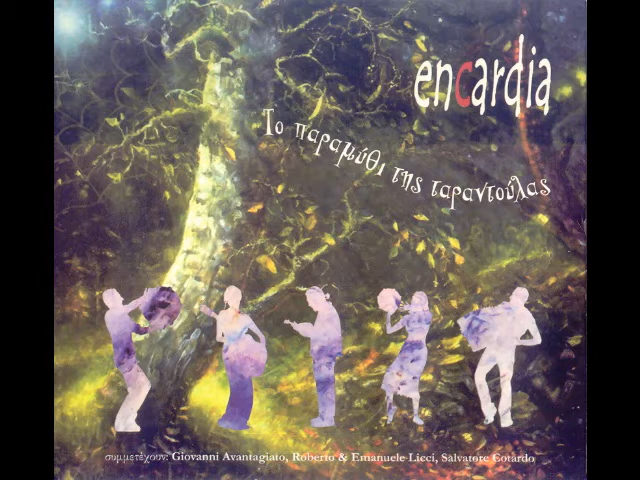 encardia
Το παραμύθι της ταραντούλας
συμμετέχουν: Giovanni Avantagiato, Roberto & Emanuele Licci, Salvatore Cotardo